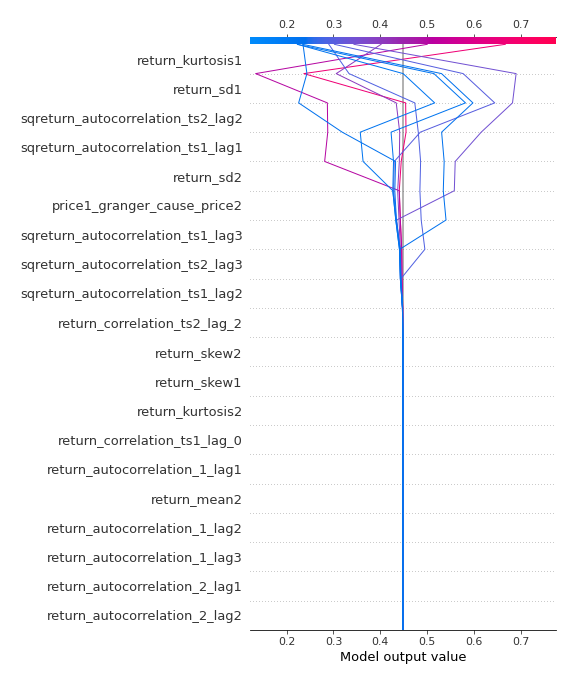 0.2 0.3 0.4 0.5 0.6 0.7
return_kurtosis1
return_sd1
sqreturn_autocorrelation_ts2_lag2
sqreturn_autocorrelation_ts1_lag1
return_sd2
price1_granger_cause_price2
sqreturn_autocorrelation_ts1_lag3
sqreturn_autocorrelation_ts2_lag3
sqreturn_autocorrelation_ts1_lag2
return_correlation_ts2_lag_2
return_skew2
return_skew1
return_kurtosis2
return_correlation_ts1_lag_0
return_autocorrelation_1_lag1
return_mean2
return_autocorrelation_1_lag2
return_autocorrelation_1_lag3
return_autocorrelation_2_lag1
return_autocorrelation_2_lag2
0.2 0.3 0.4 0.5 0.6 0.7
Model output value